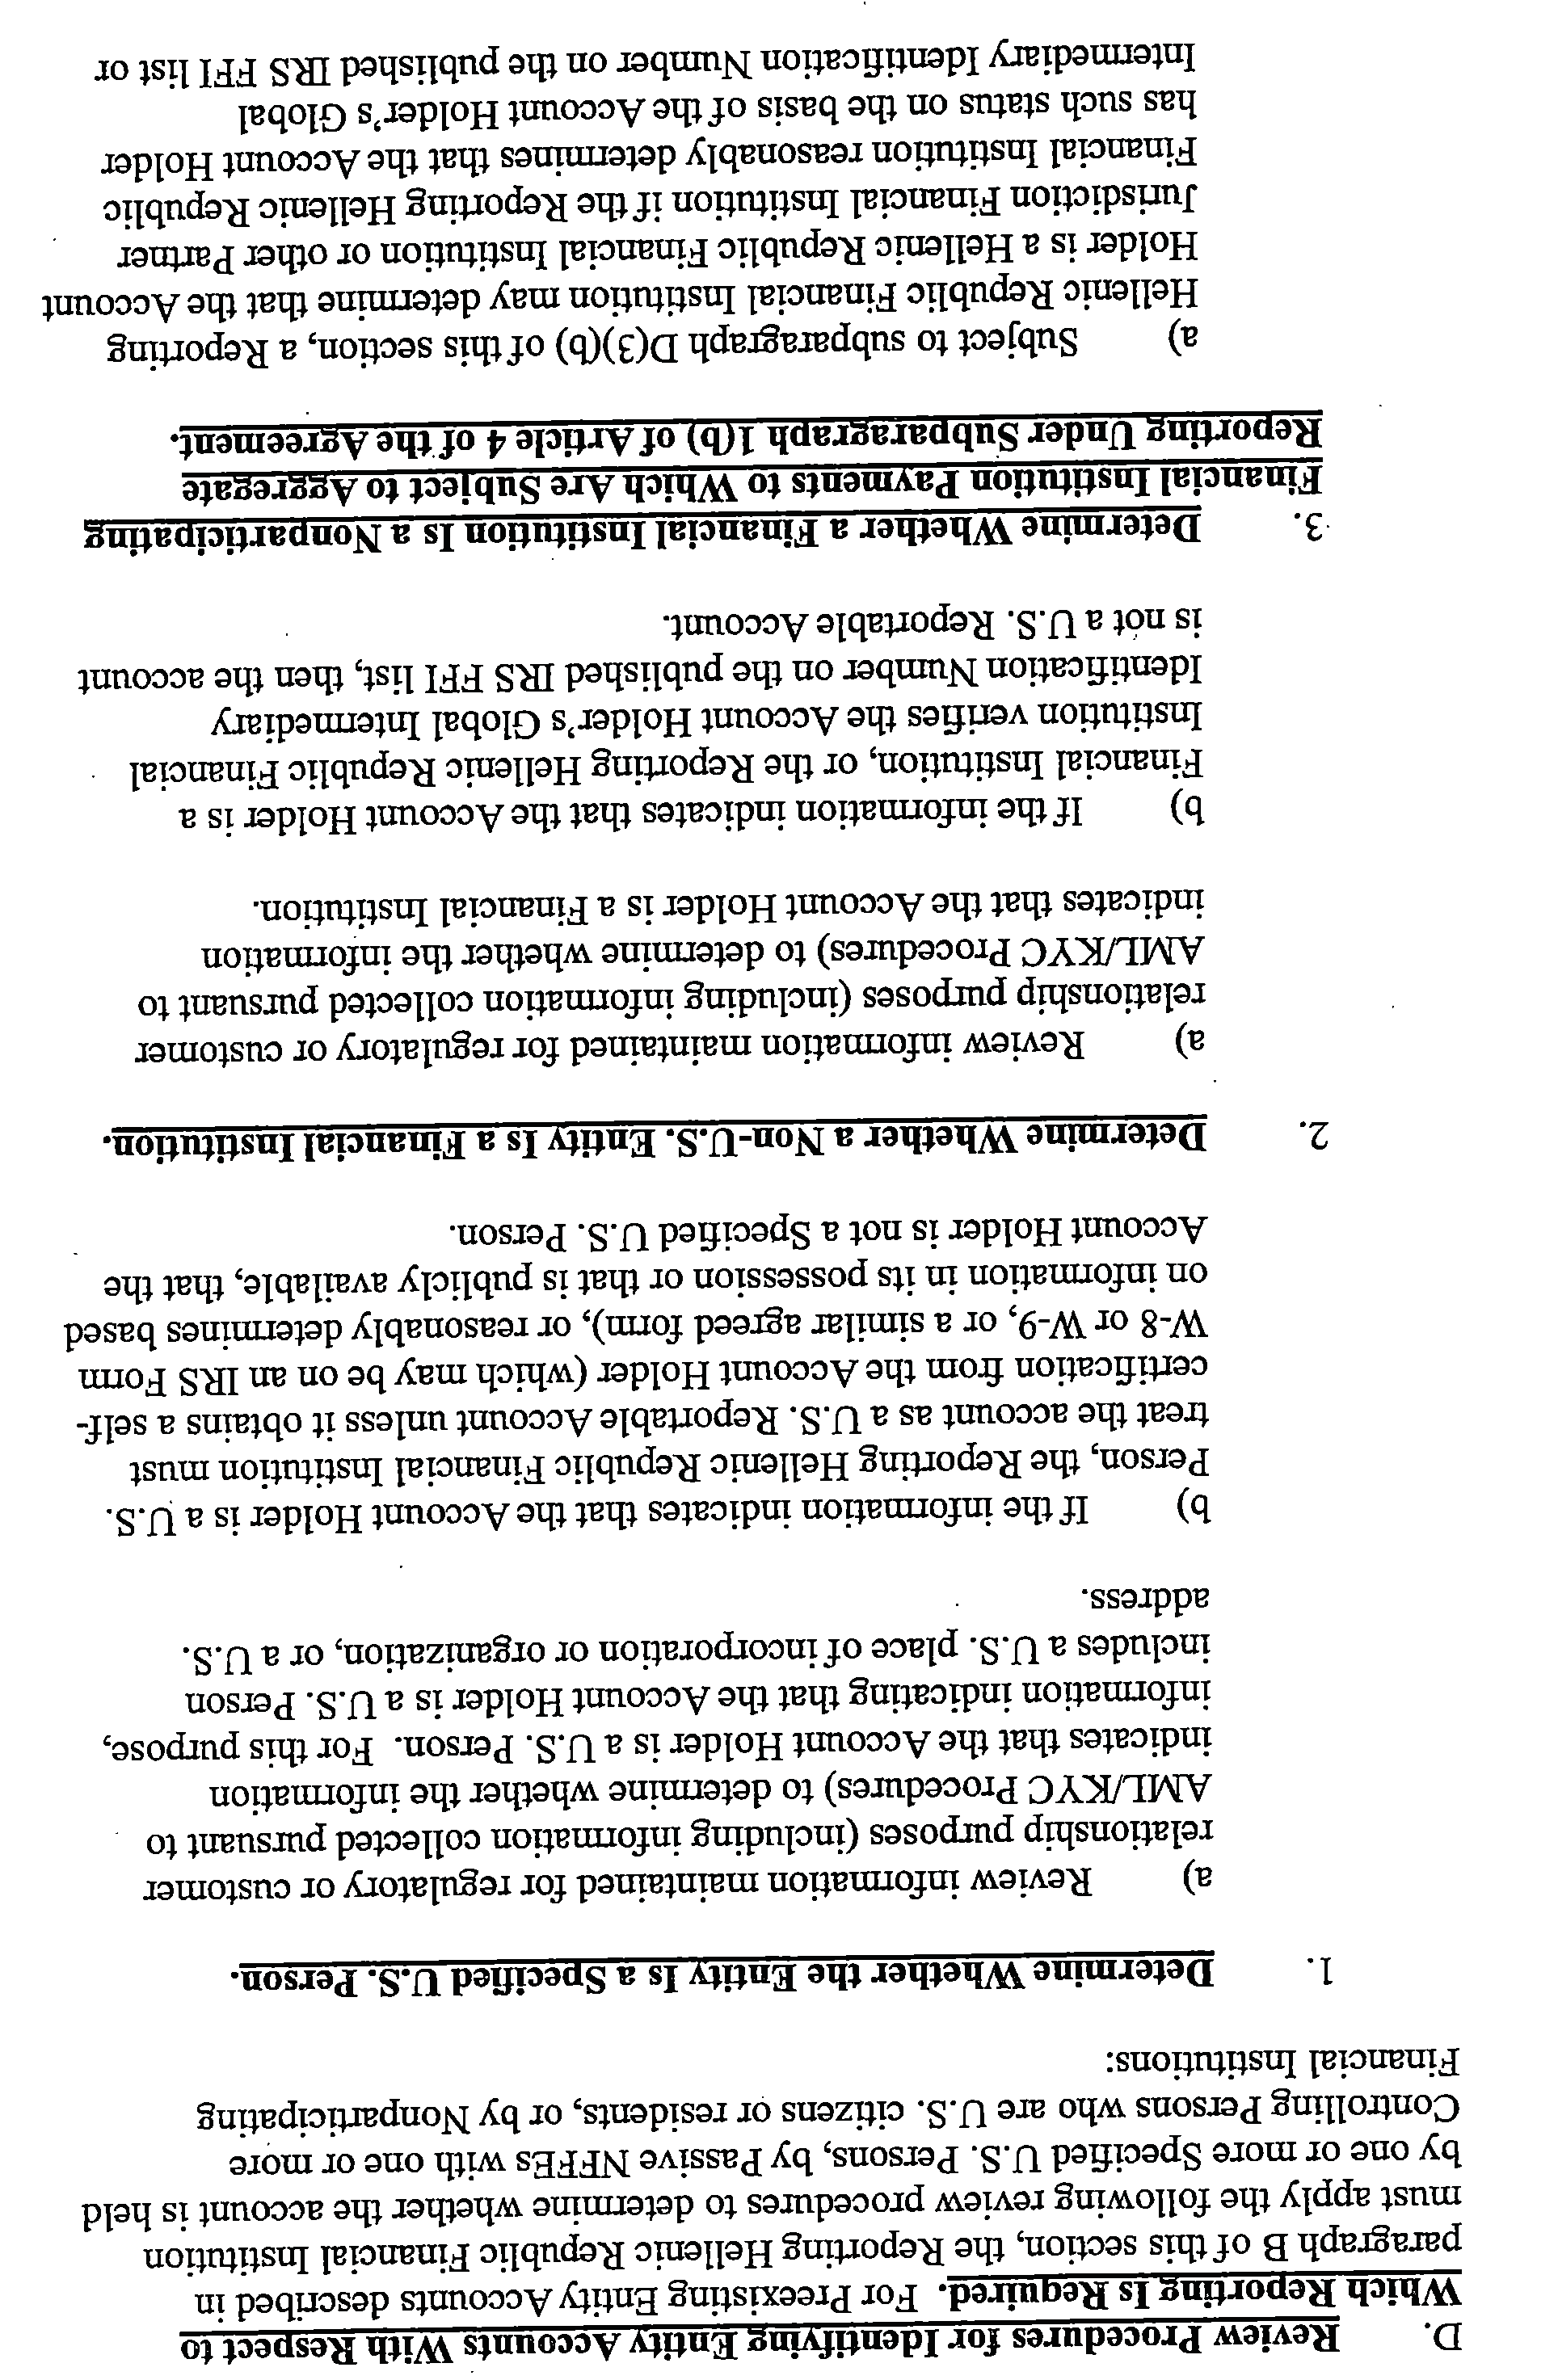 D. Review Procedures for Identifying Entity Accounts With Respect to
Which Reporting Is Required. For Preexisting Entity Accounts described in
paragraph B of this section, the Reporting Hellenic Republic Financial Institution
must apply the following review procedures to determine whether the account is held
by one or more Specified U.S. Persons, by Passive NFFEs with one or more
Controlling Persons who are U.S. citizens or residents, or by Nonparticipating
Financial Institutions:
1. Determine Whether the Entity Is a Specified U.S. Person.
a) Review information maintained for regulatory or customer
relationship purposes (including information collected pursuant to
AML/KYC Procedures) to determine whether the information
indicates that the Account Holder is a U.S. Person. For this purpose,
information indicating that the Account Holder is a U.S. Person
includes a U.S. place of incorporation or organization, or a U.S.
address.
b) If the information indicates that the Account Holder is a U.S.
Person, the Reporting Hellenic Republic Financial Institution must
treat the account as a U.S. Reportable Account unless it obtains a self-
certification from the Account Holder (which may be on an IRS Form
W-8 or W-9, or a similar agreed form), or reasonably determines based
on information in its possession or that is publicly available, that the
Account Holder is not a Specified U.S. Person.
2. Determine Whether a Non-U.S. Entity Is a Financial Institution.
a) Review information maintained for regulatory or customer
relationship purposes (including information collected pursuant to
AML/KYC Procedures) to determine whether the information
indicates that the Account Holder is a Financial Institution.
b) If the information indicates that the Account Holder is a
Financial Institution, or the Reporting Hellenic Republic Financial
Institution verifies the Account Holder's Global Intermediary
Identification Number on the published IRS FFI list, then the account
is not a U.S. Reportable Account.
3. Determine Whether a Financial Institution Is a Nonparticipating
Financial Institution Payments to Which Are Subject to Aggregate
Reporting Under Subparagraph 1(b) of Article 4 of the Agreement.
a) Subject to subparagraph D(3)(b) of this section, a Reporting
Hellenic Republic Financial Institution may determine that the Account
Holder is a Hellenic Republic Financial Institution or other Partner
Jurisdiction Financial Institution if the Reporting Hellenic Republic
Financial Institution reasonably determines that the Account Holder
has such status on the basis of the Account Holder's Global
Intermediary Identification Number on the published IRS FFI list or